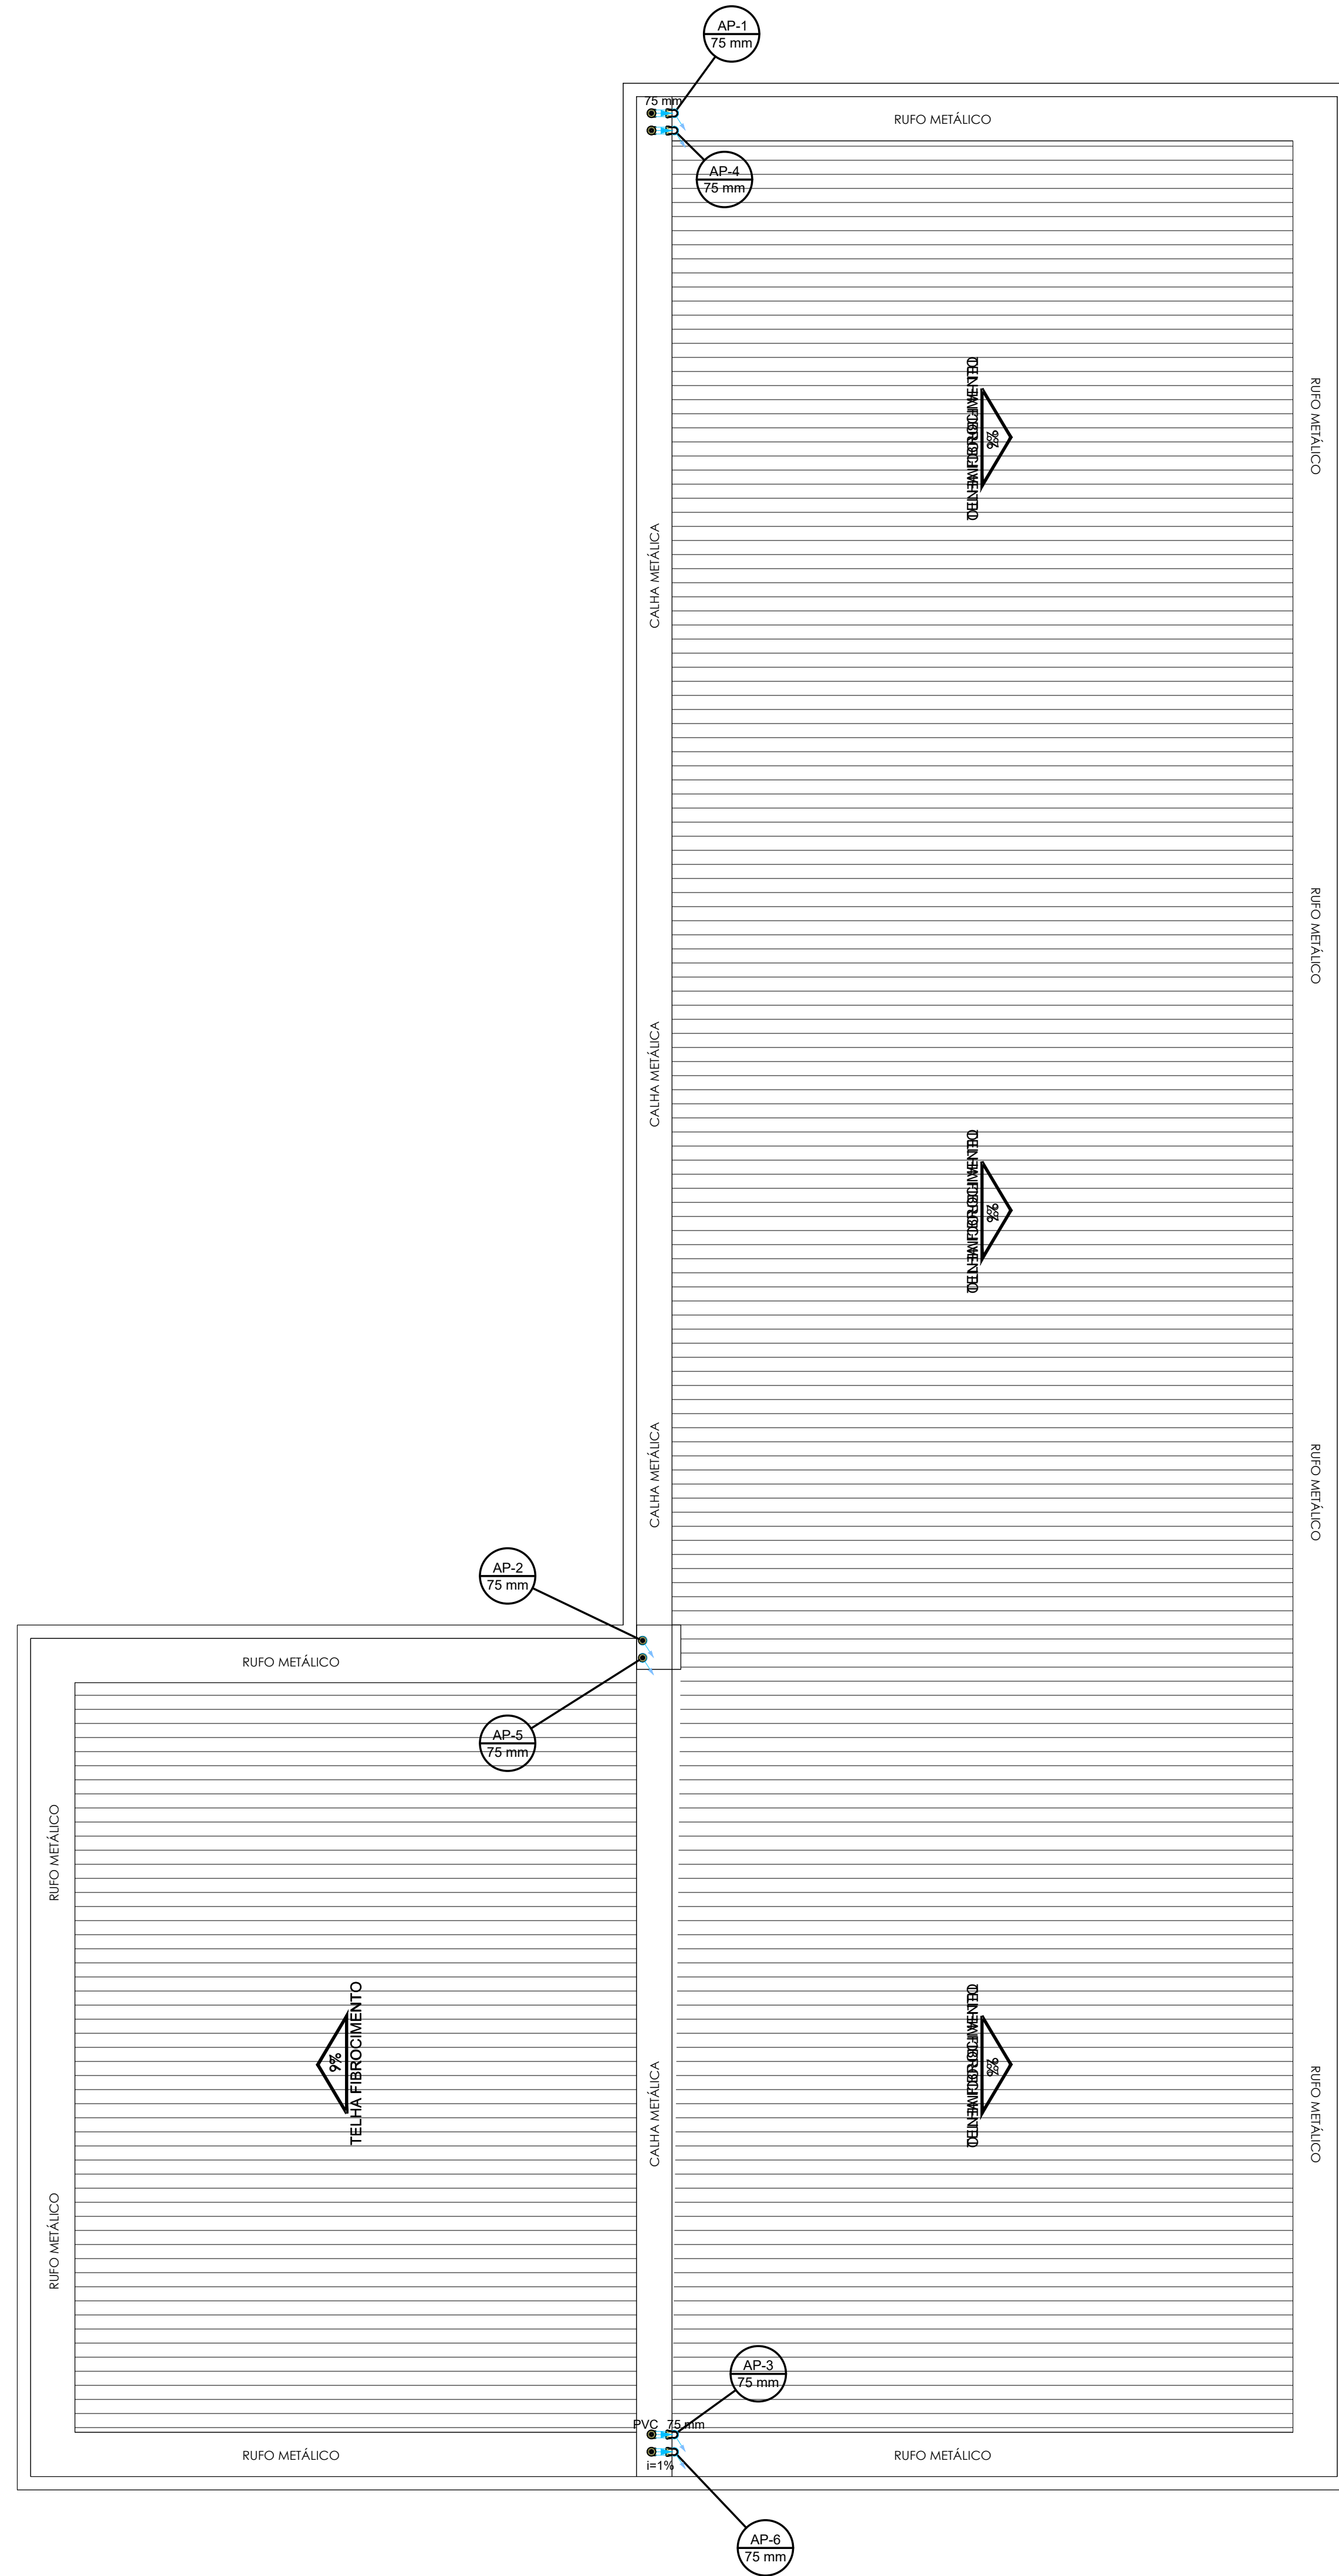 AP-1
75 mm
75 mm
RUFO METÁLICO
AP-4
75 mm
RUFO METÁLICO
CALHA METÁLICA
RUFO METÁLICO
CALHA METÁLICA
CALHA METÁLICA
RUFO METÁLICO
AP-2
75 mm
RUFO METÁLICO
AP-5
75 mm
RUFO METÁLICO
TELHA FIBROCIMENTO
9%
CALHA METÁLICA
RUFO METÁLICO
RUFO METÁLICO
AP-3
75 mm
PVC 75 mm
i=1%
RUFO METÁLICO
RUFO METÁLICO
AP-6
75 mm